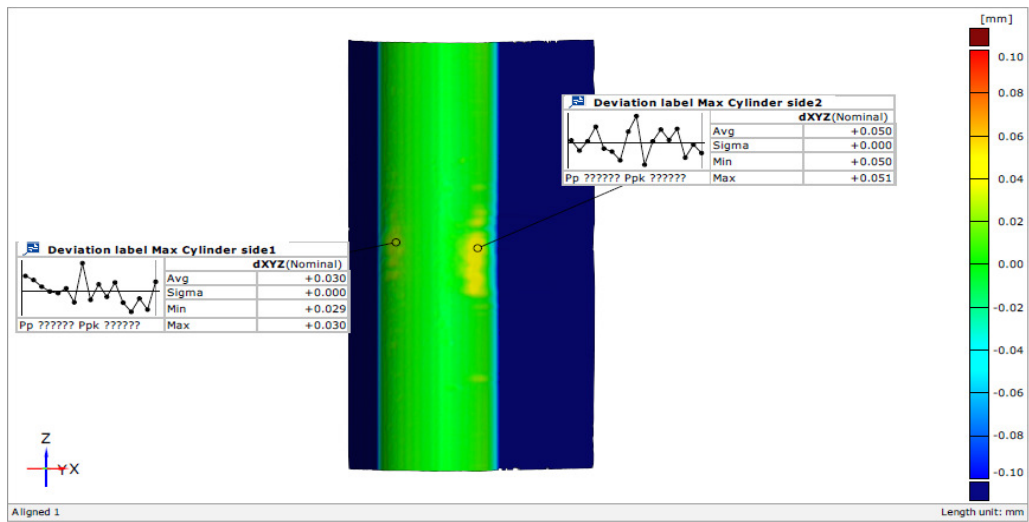 [mm]
0.10
0.08
0.06
0.04
0.02
0.00
-0.02
-0.04
-0.06
-0.08
-0.10
Deviation label Max Cylinder side2
dXYZ(Nominal)
Avg +0.050
Sigma +0.000
Min +0.050
Pp ?????? Ppk ?????? Max +0.051
Deviation label Max Cylinder side1
dXYZ(Nominal)
Avg +0.030
Sigma +0.000
Min +0.029
Pp ?????? Ppk ?????? Max +0.030
Z
Y X
Aligned 1
Length unit: mm